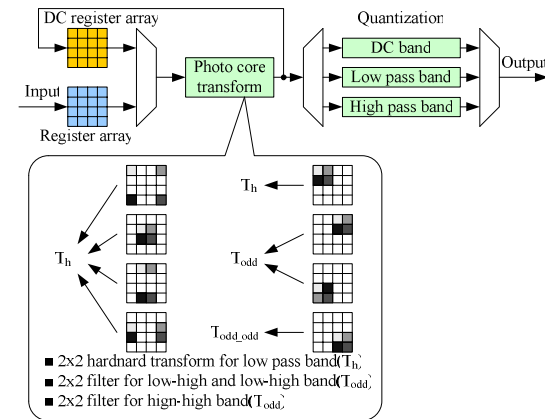 DC register array
Quantization
Photo core
transform
DC band
Low pass band
High pass band
Input
Output
Register array
Th
Th
Todd
Todd_odd
■ 2x2 hardnard transform for low pass band(Th)
■ 2x2 filter for low-high and low-high band(Todd)
■ 2x2 filter for hign-high band(Todd)